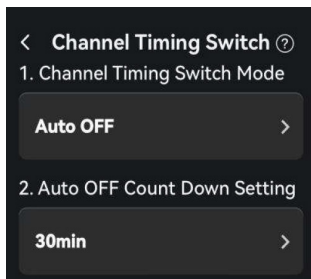 Channel Timing Switch
1. Channel Timing Switch Mode
Auto OFF
2. Auto OFF Count Down Setting
30min